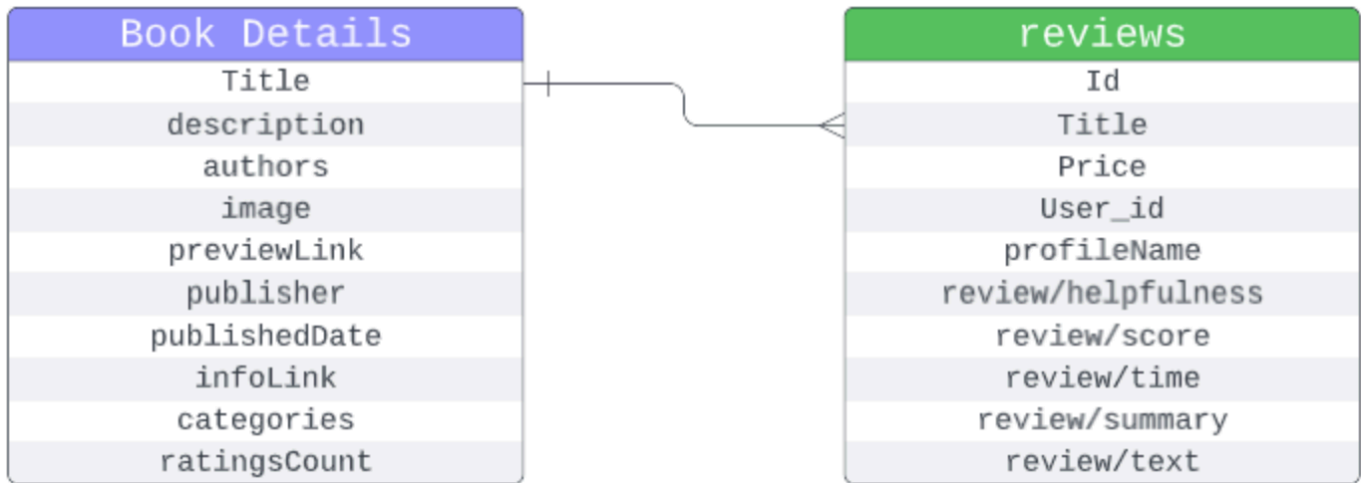 Book Details
Title
description
authors
image
previewLink
publisher
publishedDate
infoLink
categories
ratingsCount
reviews
Id
Title
Price
User_id
profileName
review/helpfulness
review/score
review/time
review/summary
review/text